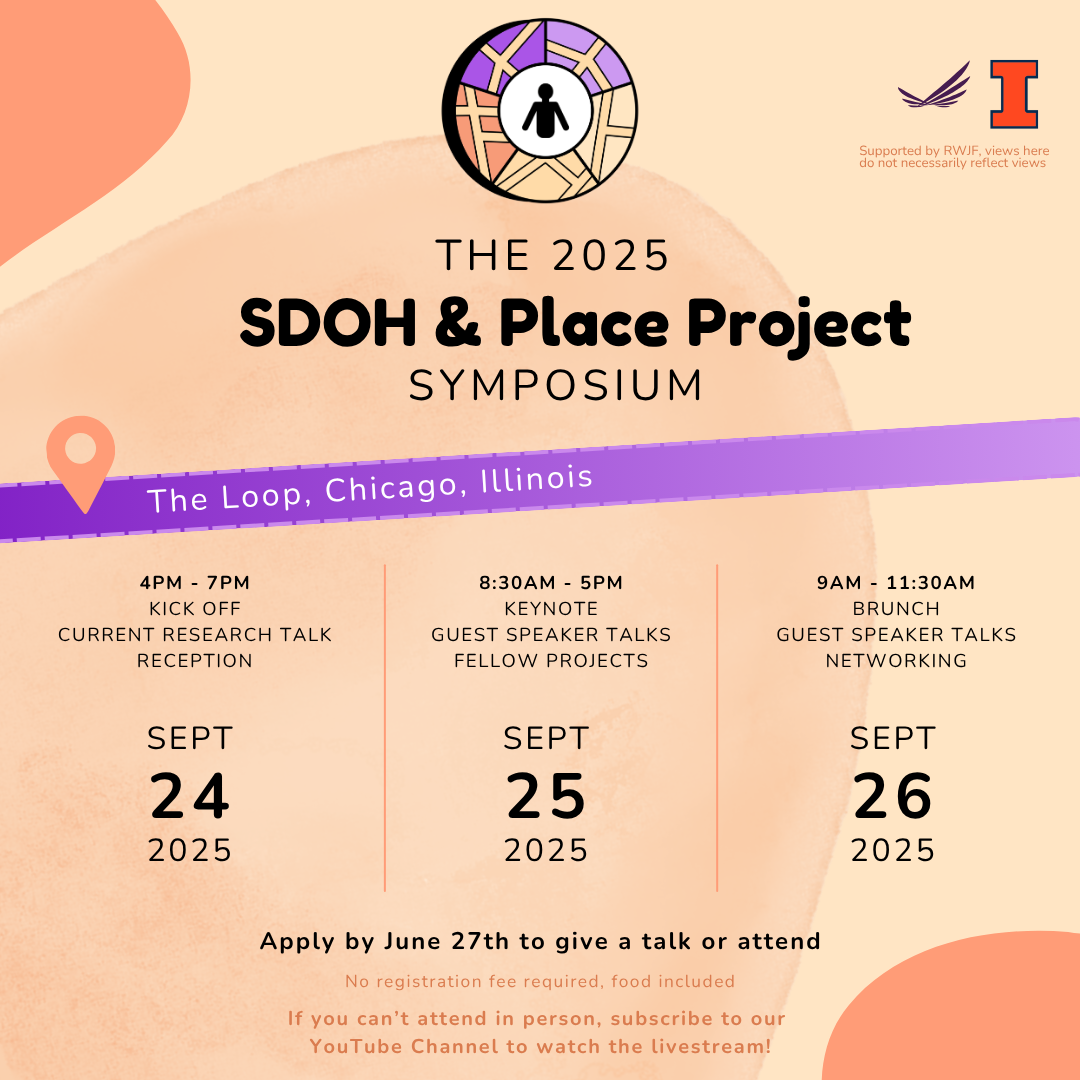 Supported by RWJF, views here
do not necessarily reflect views
THE 2025
SDOH & Place Project
SYMPOSIUM
The Loop, Chicago, Illinois
4PM - 7PM
KICK OFF
CURRENT RESEARCH TALK
RECEPTION
SEPT
24
2025
8:30AM - 5PM
KEYNOTE
GUEST SPEAKER TALKS
FELLOW PROJECTS
SEPT
25
2025
9AM - 11:30AM
BRUNCH
GUEST SPEAKER TALKS
NETWORKING
SEPT
26
2025
Apply by June 27th to give a talk or attend
No registration fee required, food included
If you can’t attend in person, subscribe to our
YouTube Channel to watch the livestream!